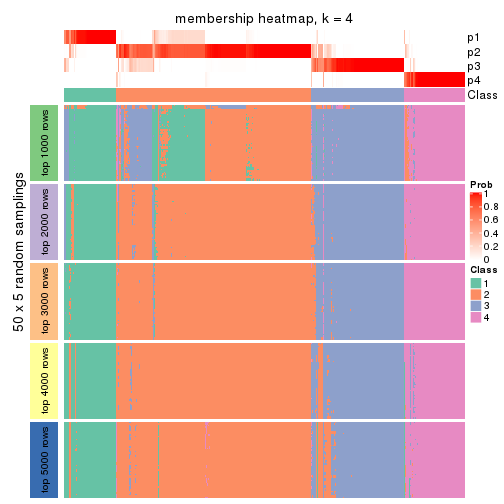 membership heatmap, k = 4
p1
p2
p3
p4
Class
50 x 5 random samplings
top 1000 rows
top 2000 rows
top 3000 rows
top 4000 rows
top 5000 rows
Prob
1
0.8
0.6
0.4
0.2
0
Class
1
2
3
4